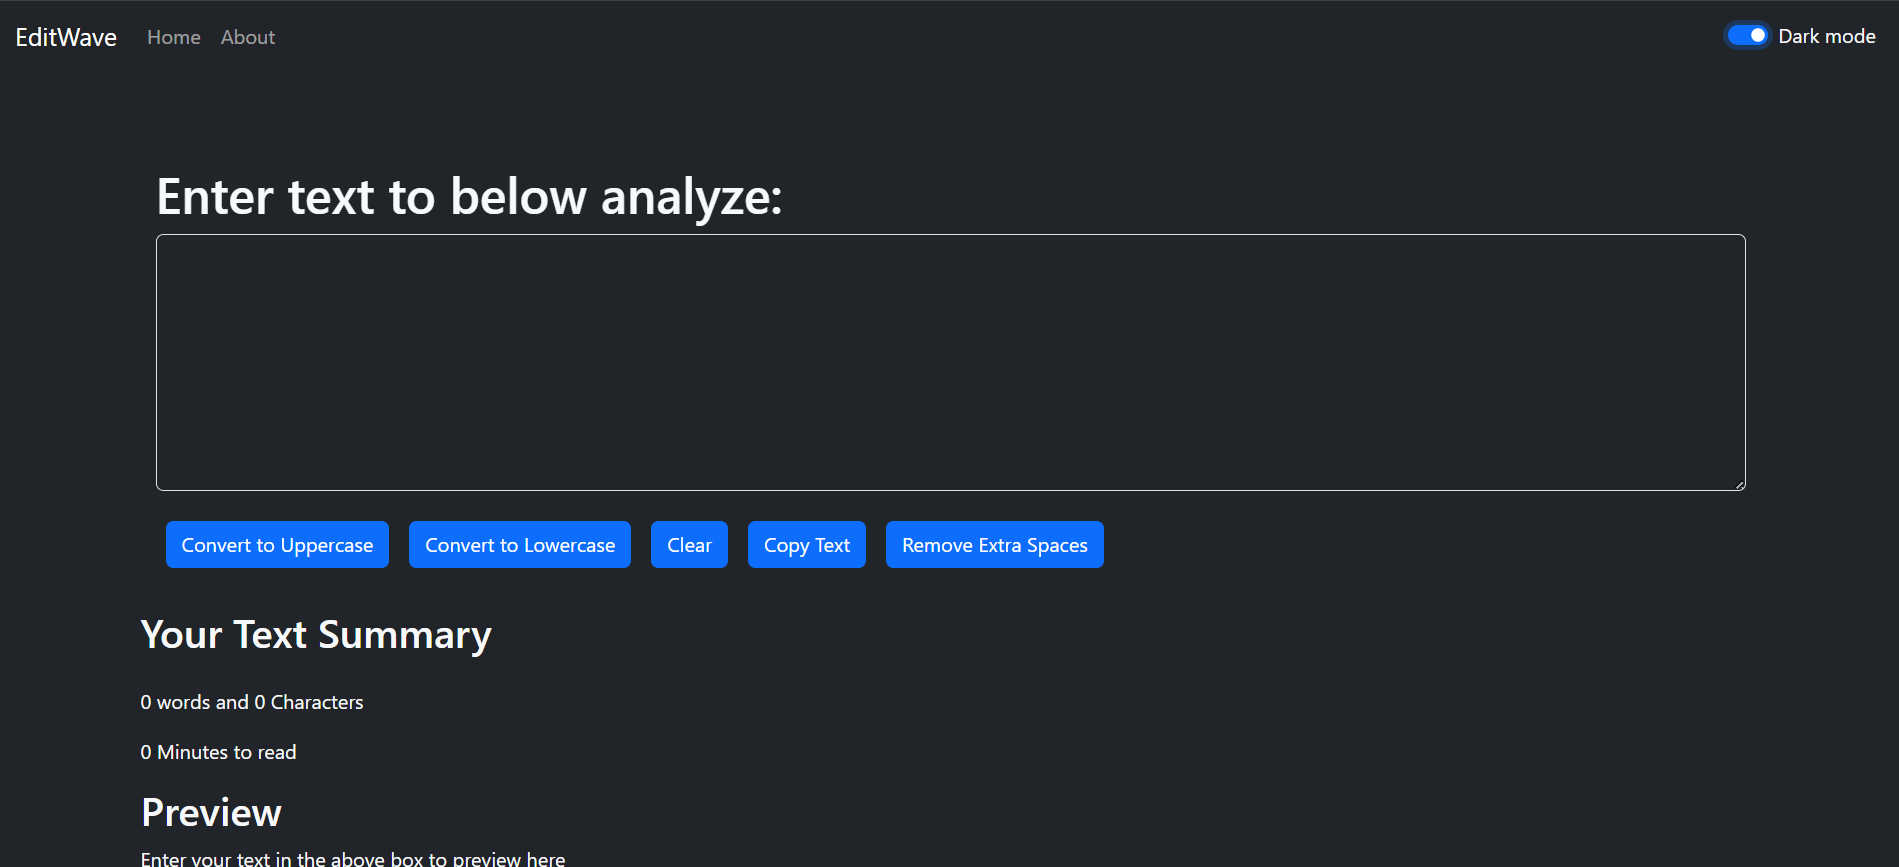 EditWave Home About Dark mode
Enter text to below analyze:
Convert to Uppercase Convert to Lowercase Clear Copy Text Remove Extra Spaces
Your Text Summary
0 words and 0 Characters
0 Minutes to read
Preview
Enter your text in the above box to preview here